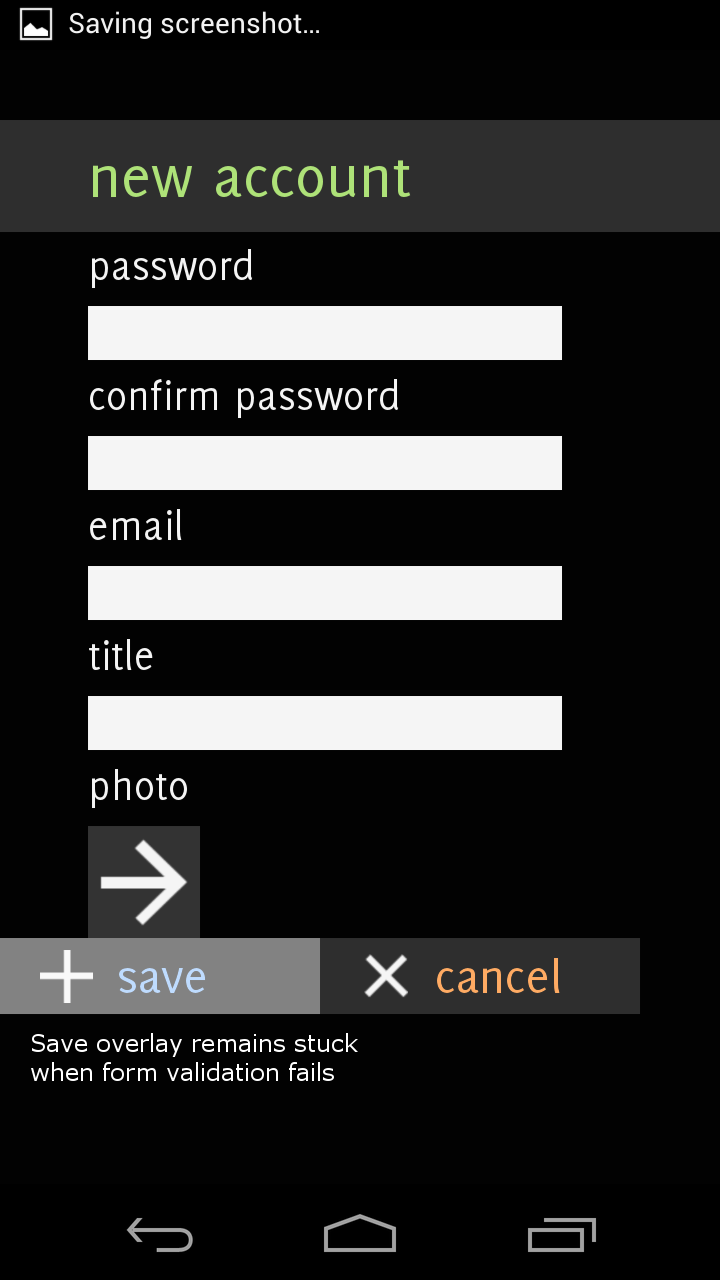 Saving screenshot...
new account
password
confirm password
email
title
photo
save
cancel
Save overlay remains stuck
when form validation fails